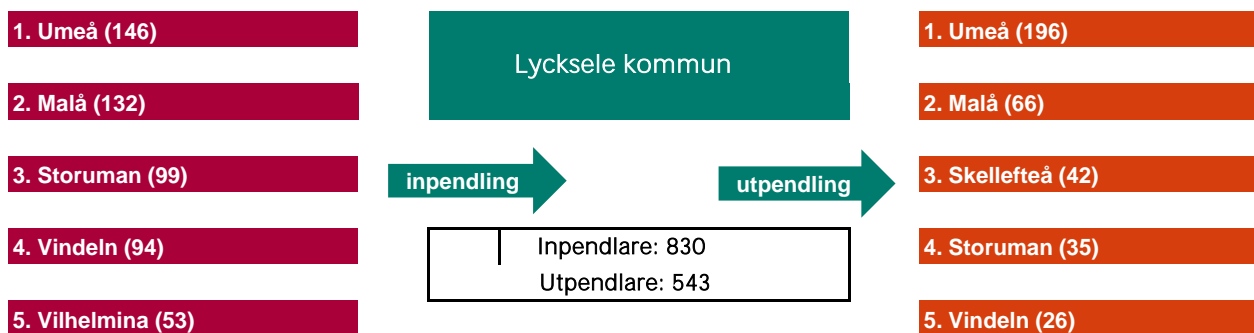 1. Umeå (146)
2. Malå (132)
3. Storuman (99)
4. Vindeln (94)
5. Vilhelmina (53)
Lycksele kommun
inpendling
utpendling
Inpendlare: 830
Utpendlare: 543
1. Umeå (196)
2. Malå (66)
3. Skellefteå (42)
4. Storuman (35)
5. Vindeln (26)